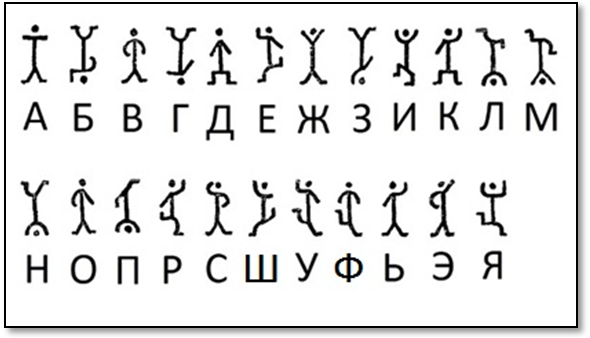 А Б В Г Д Е Ж З И К Л М
Н О П Р С Ш У Ф Ь Э Я